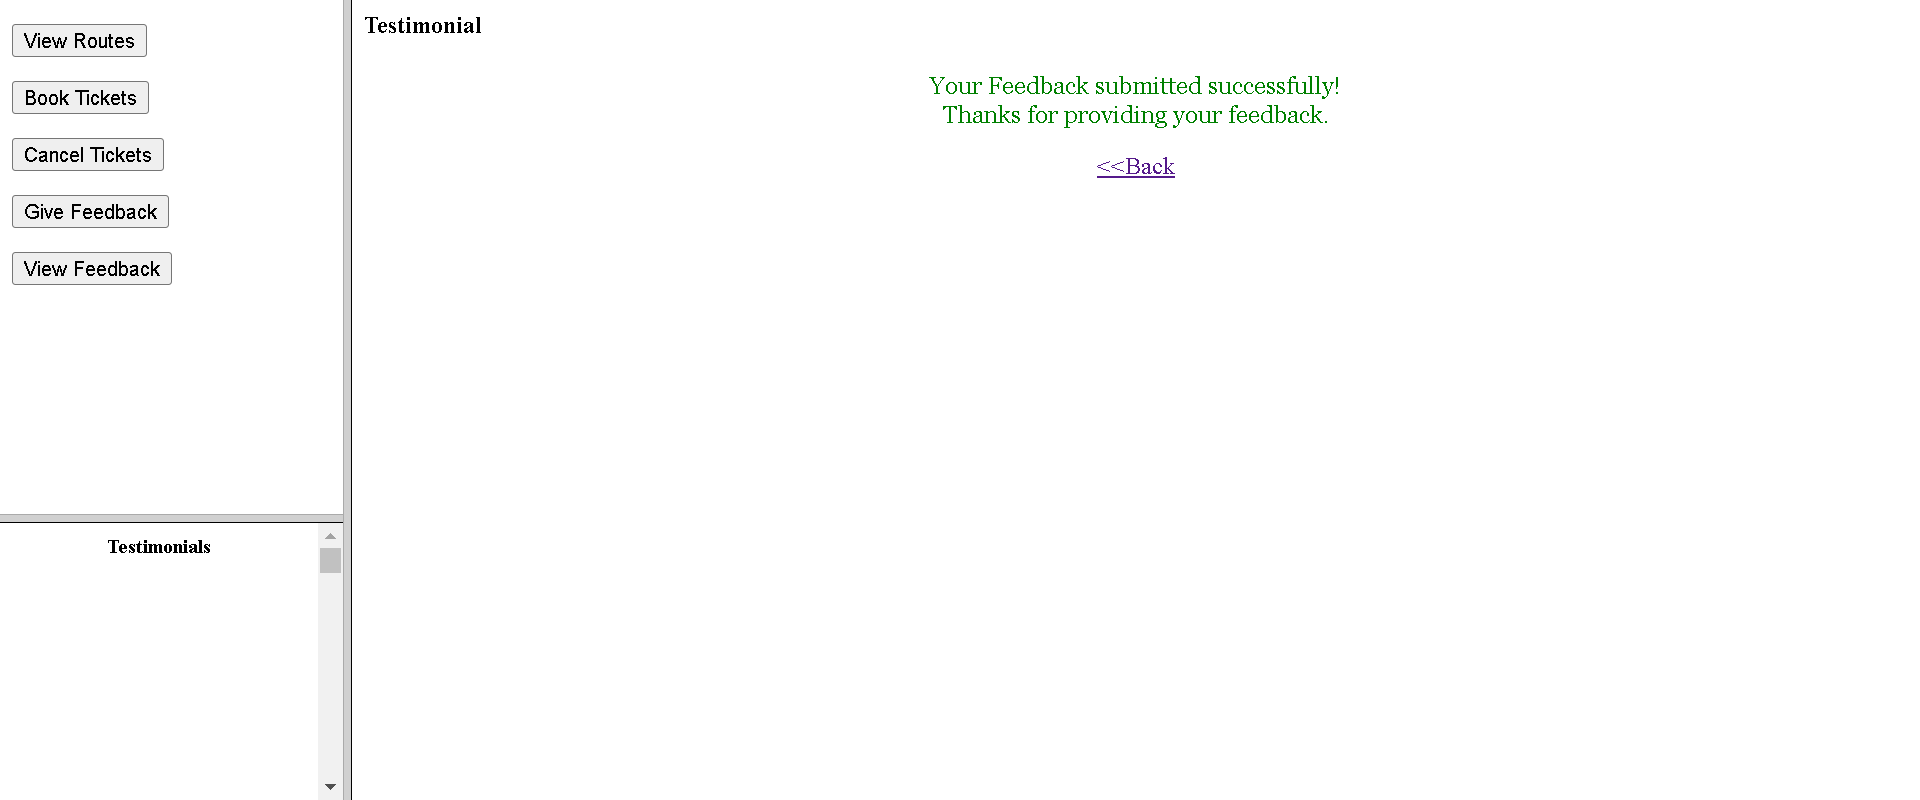 View Routes
Book Tickets
Cancel Tickets
Give Feedback
View Feedback
Testimonials
Testimonial
Your Feedback submitted successfully!
Thanks for providing your feedback.
<<Back